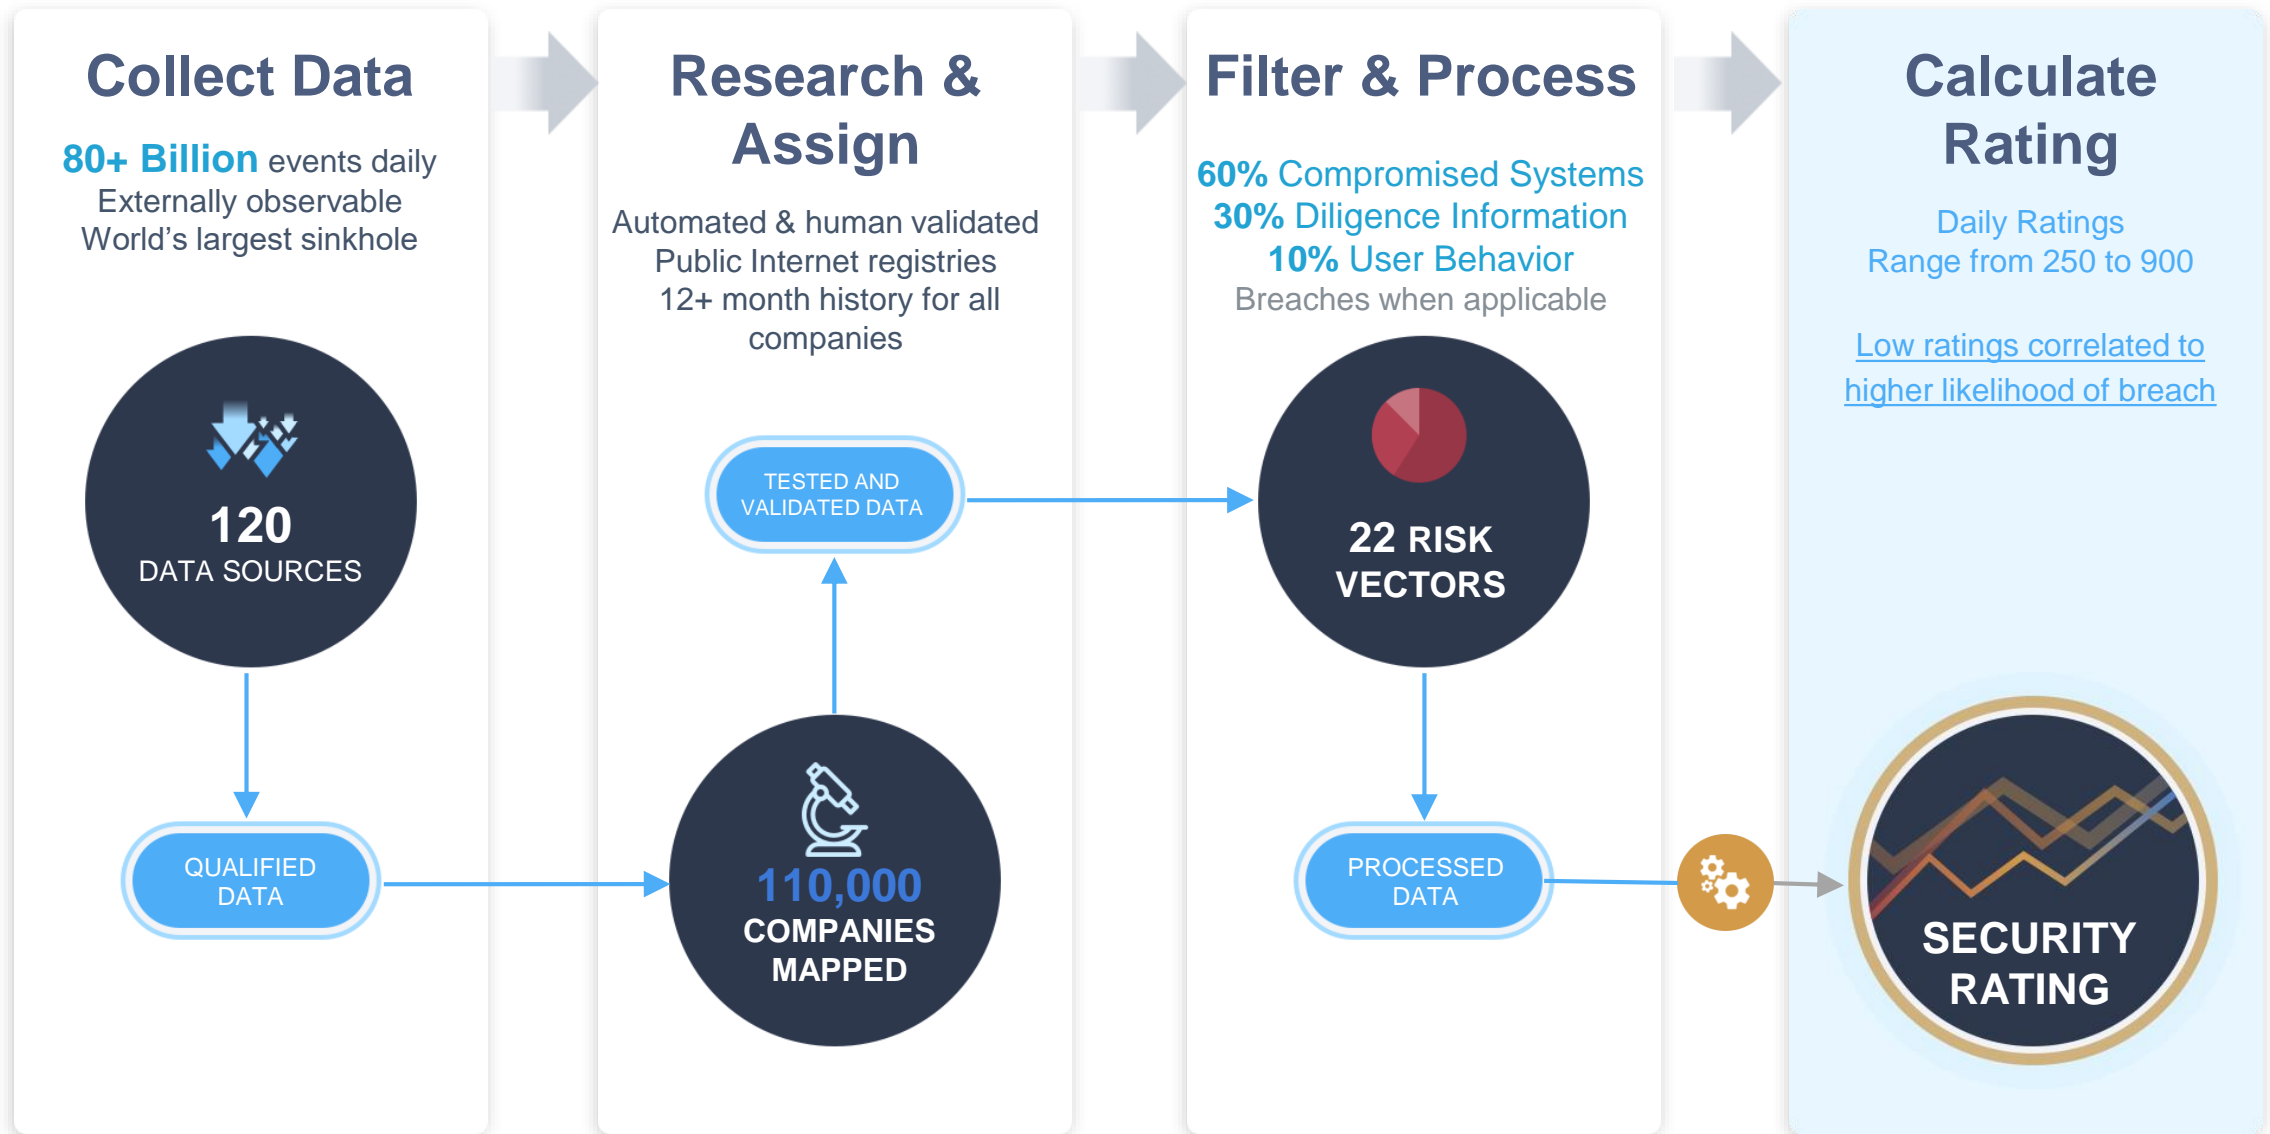 Collect Data
80+ Billion events daily
Externally observable
World's largest sinkhole
120
DATA SOURCES
QUALIFIED
DATA
Research &
Assign
Automated & human validated
Public Internet registries
12+ month history for all
companies
TESTED AND
VALIDATED DATA
110,000
COMPANIES
MAPPED
Filter & Process
60% Compromised Systems
30% Diligence Information
10% User Behavior
Breaches when applicable
22 RISK
VECTORS
PROCESSED
DATA
Calculate
Rating
Daily Ratings
Range from 250 to 900
Low ratings correlated to
higher likelihood of breach
SECURITY
RATING